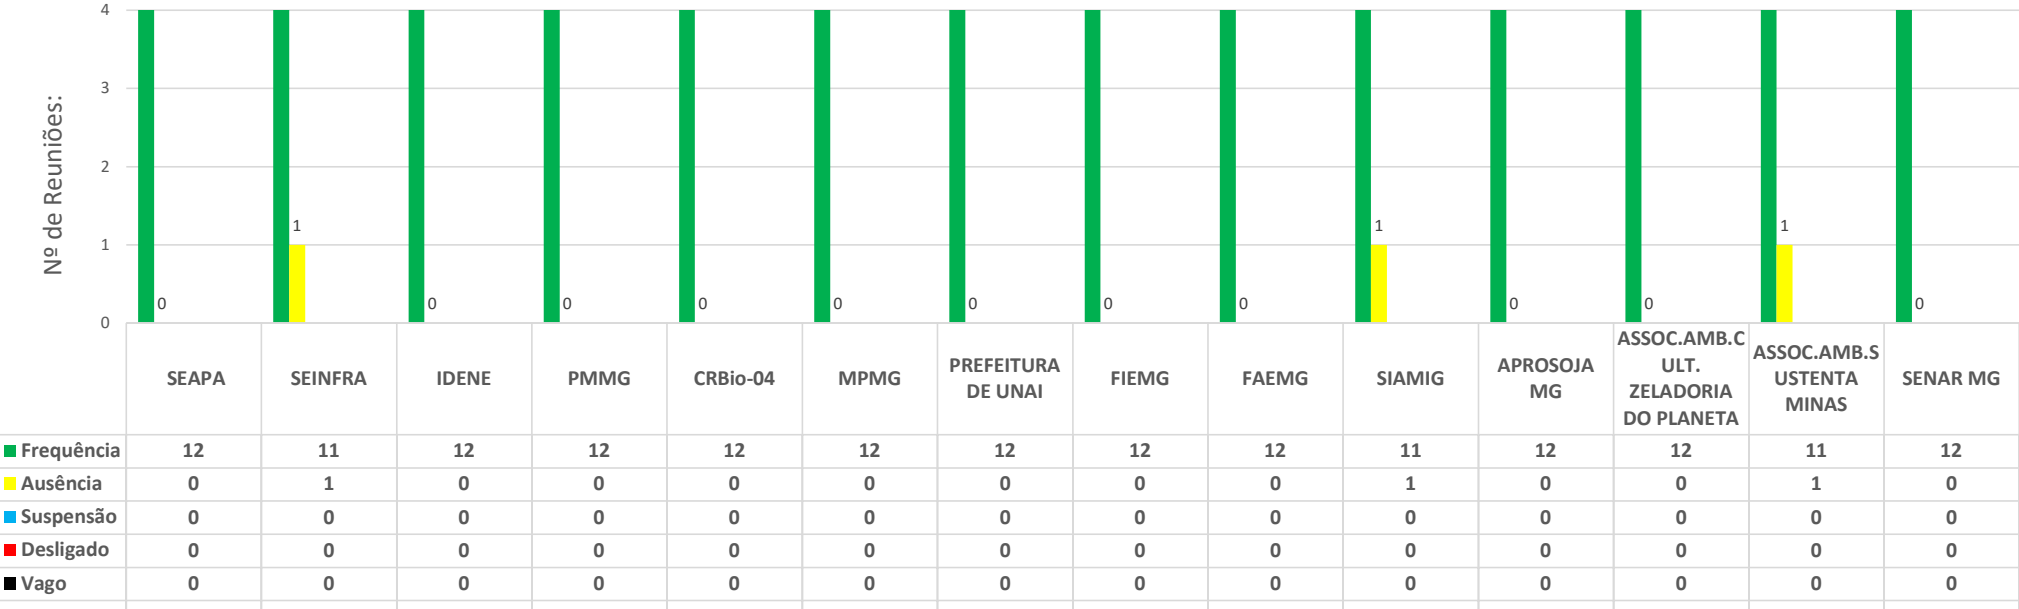 4
3
2
1
0
Nº de Reuniões:
0
1
0
0
0
0
0
0
0
1
0
0
1
0
SEAPA
SEINFRA
IDENE
PMMG
CRBio-04
MPMG
PREFEITURA
DE UNAI
FIEMG
FAEMG
SIAMIG
APROSOJA
MG
ASSOC.AMB.C
ULT.
ZELADORIA
DO PLANETA
ASSOC.AMB.S
USTENTA
MINAS
SENAR MG
Frequência 12 11 12 12 12 12 12 12 12 11 12 12 11 12
Ausência 0 1 0 0 0 0 0 0 0 1 0 0 1 0
Suspensão 0 0 0 0 0 0 0 0 0 0 0 0 0 0
Desligado 0 0 0 0 0 0 0 0 0 0 0 0 0 0
Vago 0 0 0 0 0 0 0 0 0 0 0 0 0 0